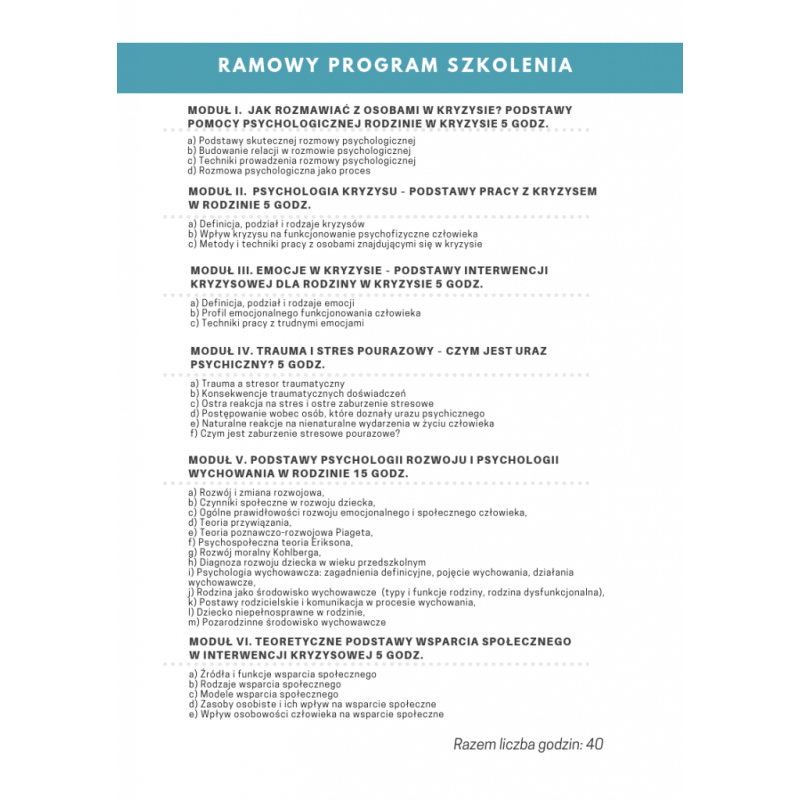 RAMOWY PROGRAM SZKOLENIA
MODUŁ I. JAK ROZMAWIAĆ Z OSOBAMI W KRYZYSIE? PODSTAWY
POMOCY PSYCHOLOGICZNEJ RODZINIE W KRYZYSIE 5 GODZ.
a) Podstawy skutecznej rozmowy psychologicznej
b) Budowanie relacji w rozmowie psychologicznej
c) Techniki prowadzenia rozmowy psychologicznej
d) Rozmowa psychologiczna jako proces
MODUŁ II. PSYCHOLOGIA KRYZYSU - PODSTAWY PRACY Z KRYZYSEM
W RODZINIE 5 GODZ.
a) Definicja, podział i rodzaje kryzysów
b) Wpływ kryzysu na funkcjonowanie psychofizyczne człowieka
c) Metody i techniki pracy z osobami znajdującymi się w kryzysie
MODUŁ III. EMOCJE W KRYZYSIE - PODSTAWY INTERWENCJI
KRYZYSOWEJ DLA RODZINY W KRYZYSIE 5 GODZ.
a) Definicja, podział i rodzaje emocji
b) Profil emocjonalnego funkcjonowania człowieka
c) Techniki pracy z trudnymi emocjami
MODUŁ IV. TRAUMA I STRES POURAZOWY - CZYM JEST URAZ
PSYCHICZNY? 5 GODZ.
a) Trauma a stresor traumatyczny
b) Konsekwencje traumatycznych doświadczeń
c) Ostra reakcja na stres i ostre zaburzenie stresowe
d) Postępowanie wobec osób, które doznały urazu psychicznego
e) Naturalne reakcje na nienaturalne wydarzenia w życiu człowieka
f) Czym jest zaburzenie stresowe pourazowe?
MODUŁ V. PODSTAWY PSYCHOLOGII ROZWOJU I PSYCHOLOGII
WYCHOWANIA W RODZINIE 15 GODZ.
a) Rozwój i zmiana rozwojowa,
b) Czynniki społeczne w rozwoju dziecka,
c) Ogólne prawidłowości rozwoju emocjonalnego i społecznego człowieka,
d) Teoria przywiązania,
e) Teoria poznawczo-rozwojowa Piageta,
f) Psychospołeczna teoria Eriksona,
g) Rozwój moralny Kohlberga,
h) Diagnoza rozwoju dziecka w wieku przedszkolnym
i) Psychologia wychowawcza: zagadnienia definicyjne, pojęcie wychowania, działania
wychowawcze,
j) Rodzina jako środowisko wychowawcze (typy i funkcje rodziny, rodzina dysfunkcjonalna),
k) Postawy rodzicielskie i komunikacja w procesie wychowania,
l) Dziecko niepełnosprawne w rodzinie,
m) Pozarodzinne środowisko wychowawcze
MODUŁ VI. TEORETYCZNE PODSTAWY WSPARCIA SPOŁECZNEGO
W INTERWENCJI KRYZYSOWEJ 5 GODZ.
a) Źródła i funkcje wsparcia społecznego
b) Rodzaje wsparcia społecznego
c) Modele wsparcia społecznego
d) Zasoby osobiste i ich wpływ na wsparcie społeczne
e) Wpływ osobowości człowieka na wsparcie społeczne
Razem liczba godzin: 40